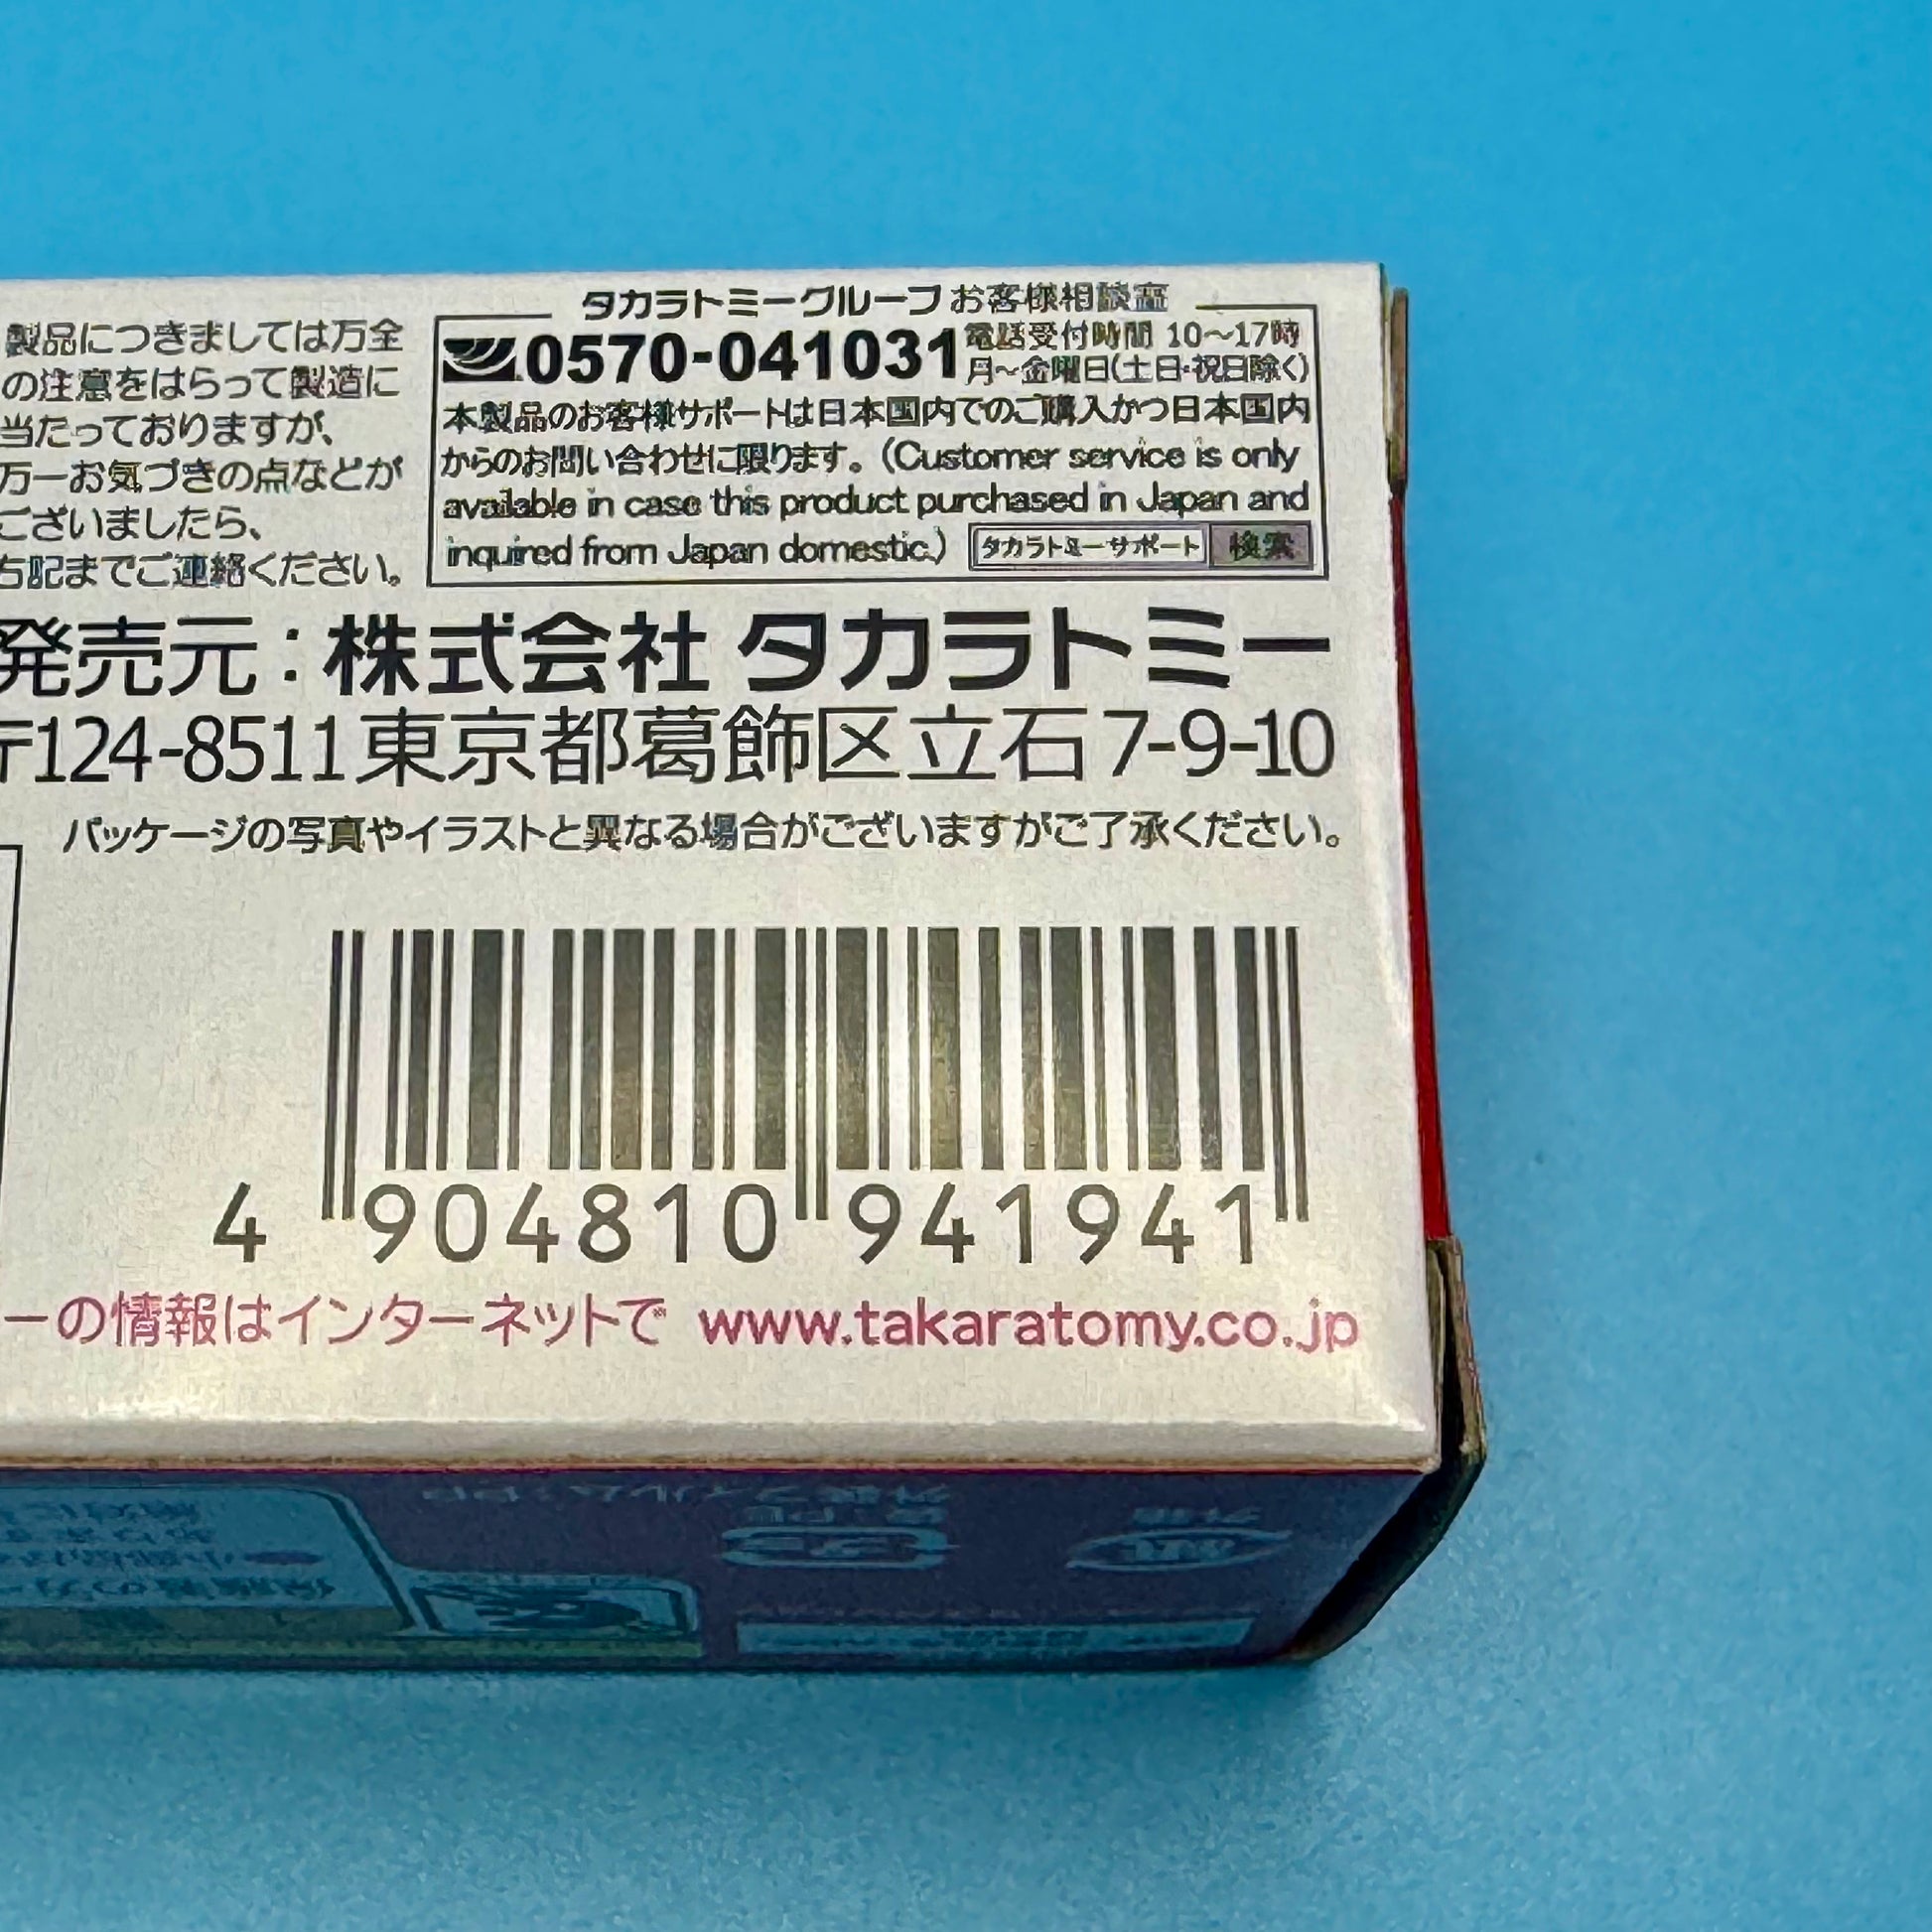 タカラトミーグループ お客様相談室
0570-041031 電話受付時間 10～17時
月～金曜日(土日・祝日除く)
本製品のお客様サポートは日本国内でのご購入かつ日本国内
からのお問い合わせに限ります。(Customer service is only
available in case this product purchased in Japan and
inquired from Japan domestic.) タカラトミーサポート 検索
製品につきましては万全
の注意をはらって製造に
当たっておりますが、
万一お気づきの点などが
ございましたら、
右記までご連絡ください。
発売元：株式会社 タカラトミー
〒124-8511 東京都葛飾区立石7-9-10
パッケージの写真やイラストと異なる場合がございますがご了承ください。
4 904810 941941
ーの情報はインターネットで www.takaratomy.co.jp
外装フィルム：PP